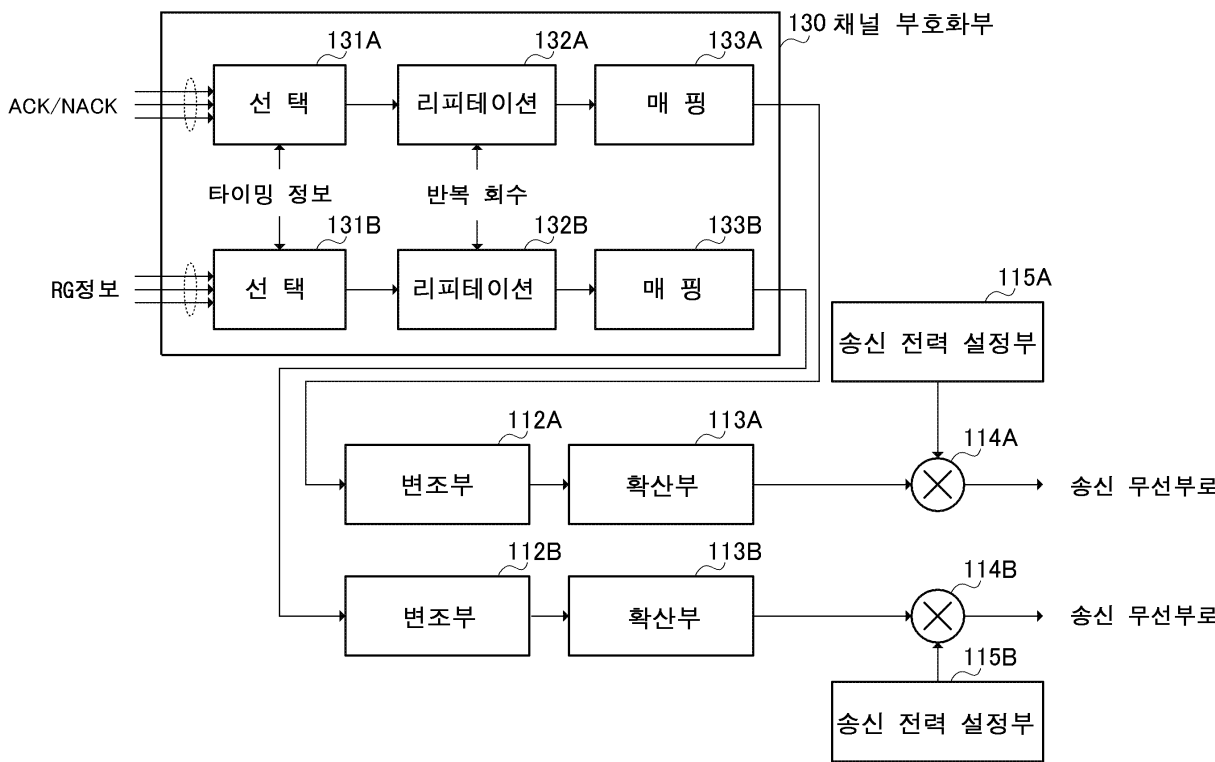 130 채널 부호화부
131A
132A
133A
ACK/NACK
선 택
리피테이션
매 핑
타이밍 정보
반복 회수
131B
132B
133B
RG정보
선 택
리피테이션
매 핑
115A
송신 전력 설정부
112A
113A
114A
변조부
확산부
송신 무선부로
112B
113B
114B
변조부
확산부
송신 무선부로
115B
송신 전력 설정부